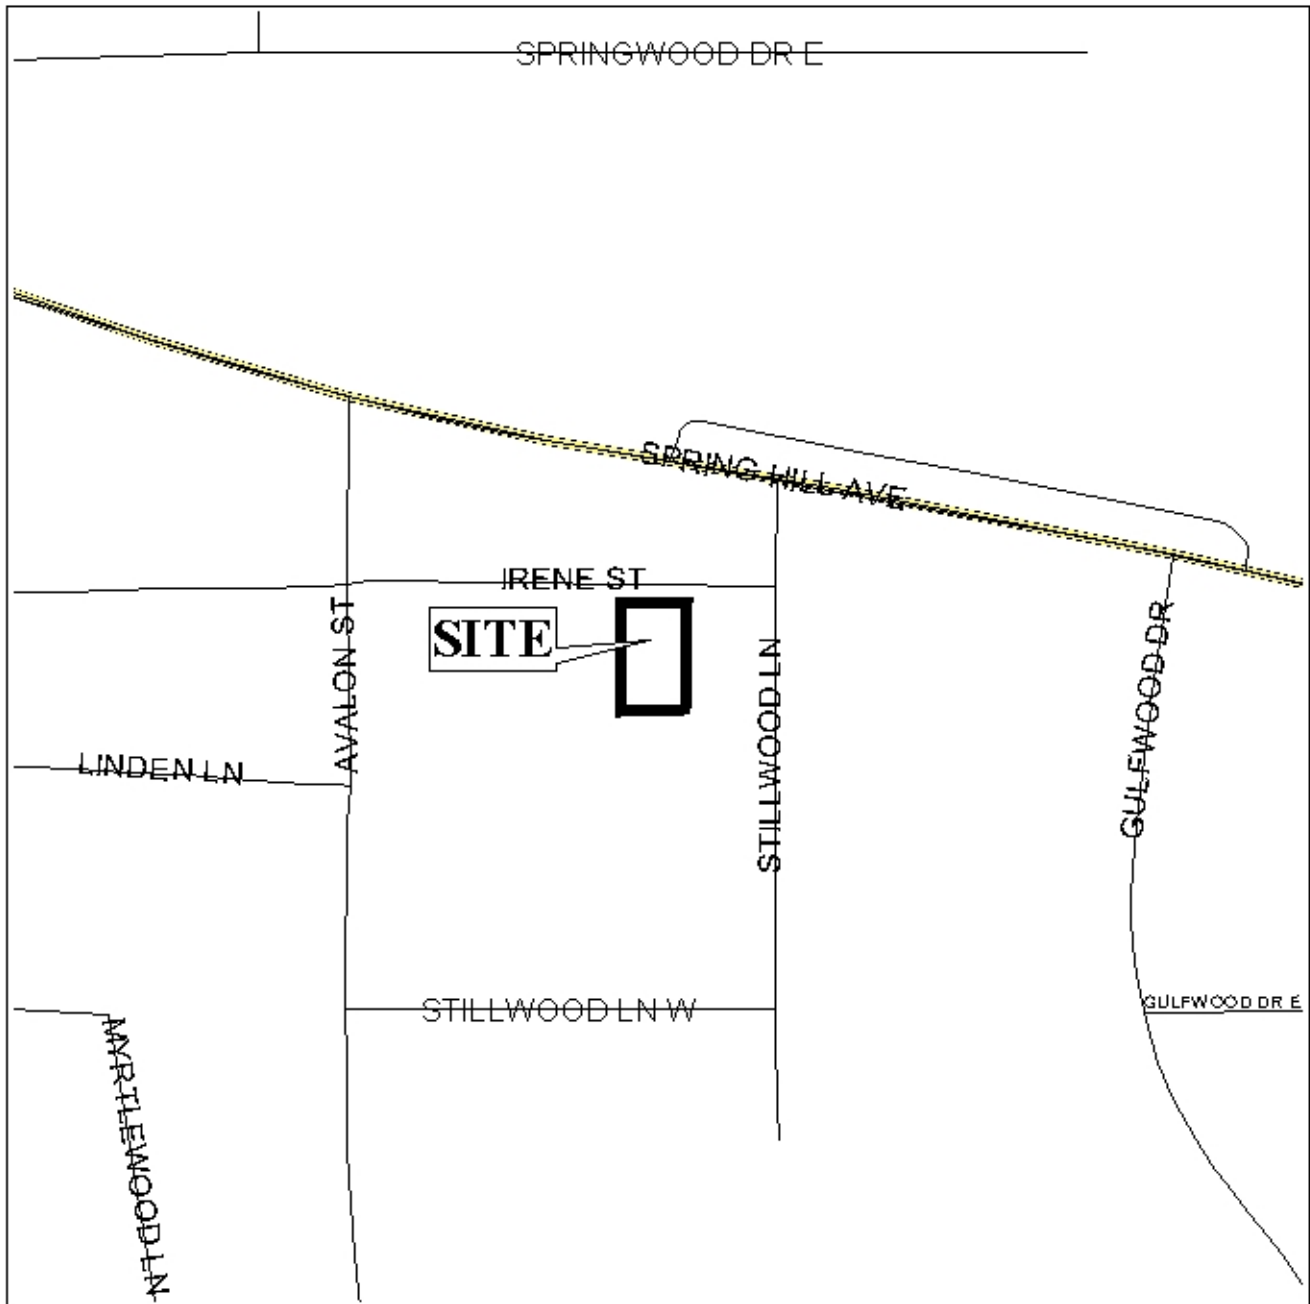 SPRINGWOOD DR E
SPRING HILL AVE
IRENE ST
SITE
AVALON ST
STILLWOOD LN
GULFWOOD DR
LINDEN LN
STILLWOOD LN W
GULFWOOD DR E
MYRTLEWOOD LN